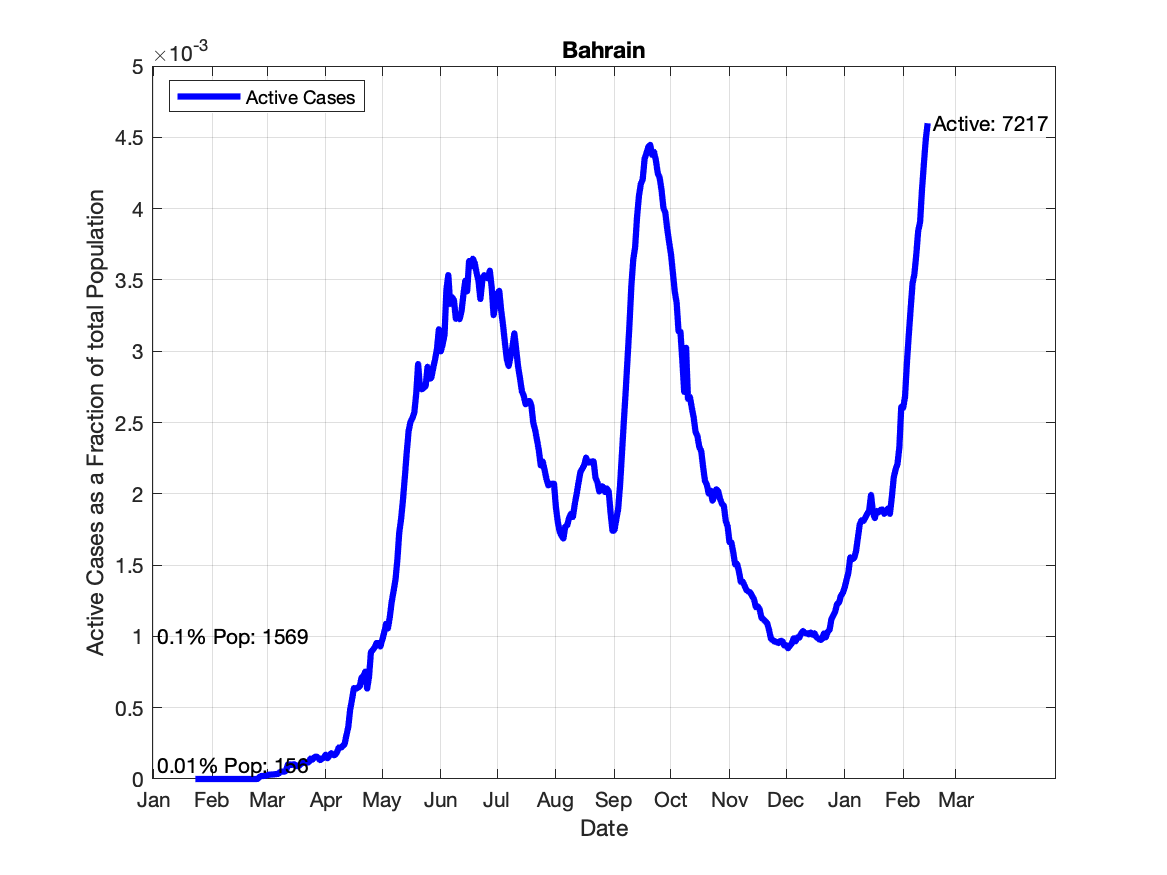 Bahrain
×10-3
5
4.5
4
3.5
3
2.5
2
1.5
1
0.5
0
Active Cases as a Fraction of total Population
Active Cases
Active: 7217
0.1% Pop: 1569
0.01% Pop: 156
Jan Feb Mar Apr May Jun Jul Aug Sep Oct Nov Dec Jan Feb Mar
Date